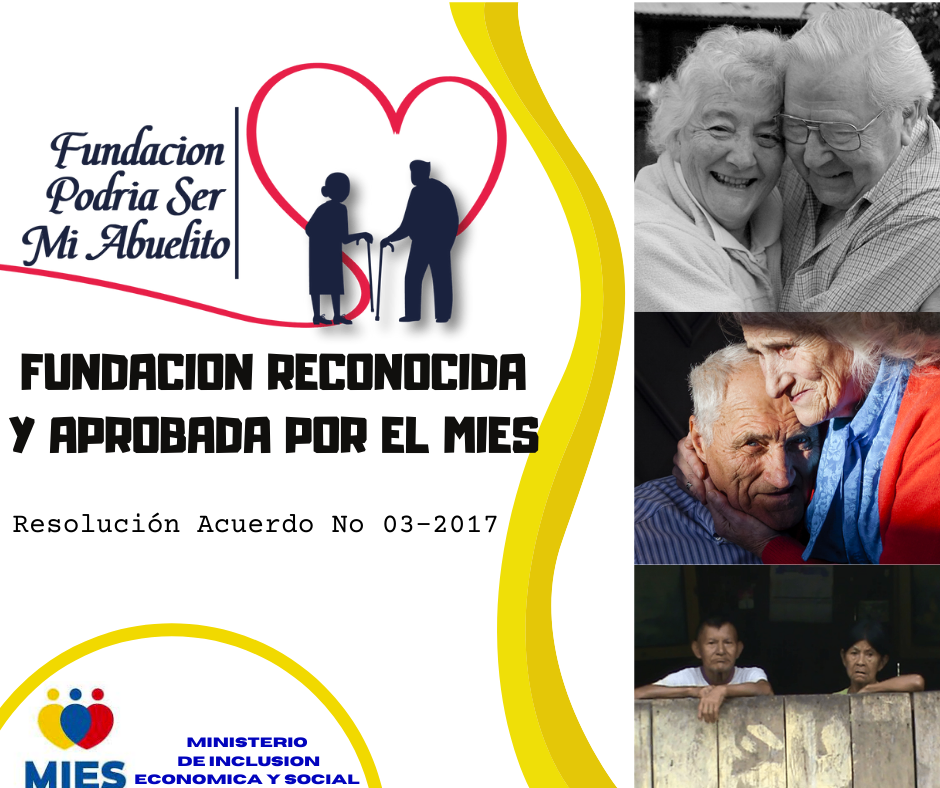 Fundacion
Podria Ser
Mi Abuelito
FUNDACION RECONOCIDA
Y APROBADA POR EL MIES
Resolución Acuerdo No 03-2017
MIES
MINISTERIO
DE INCLUSION
ECONOMICA Y SOCIAL